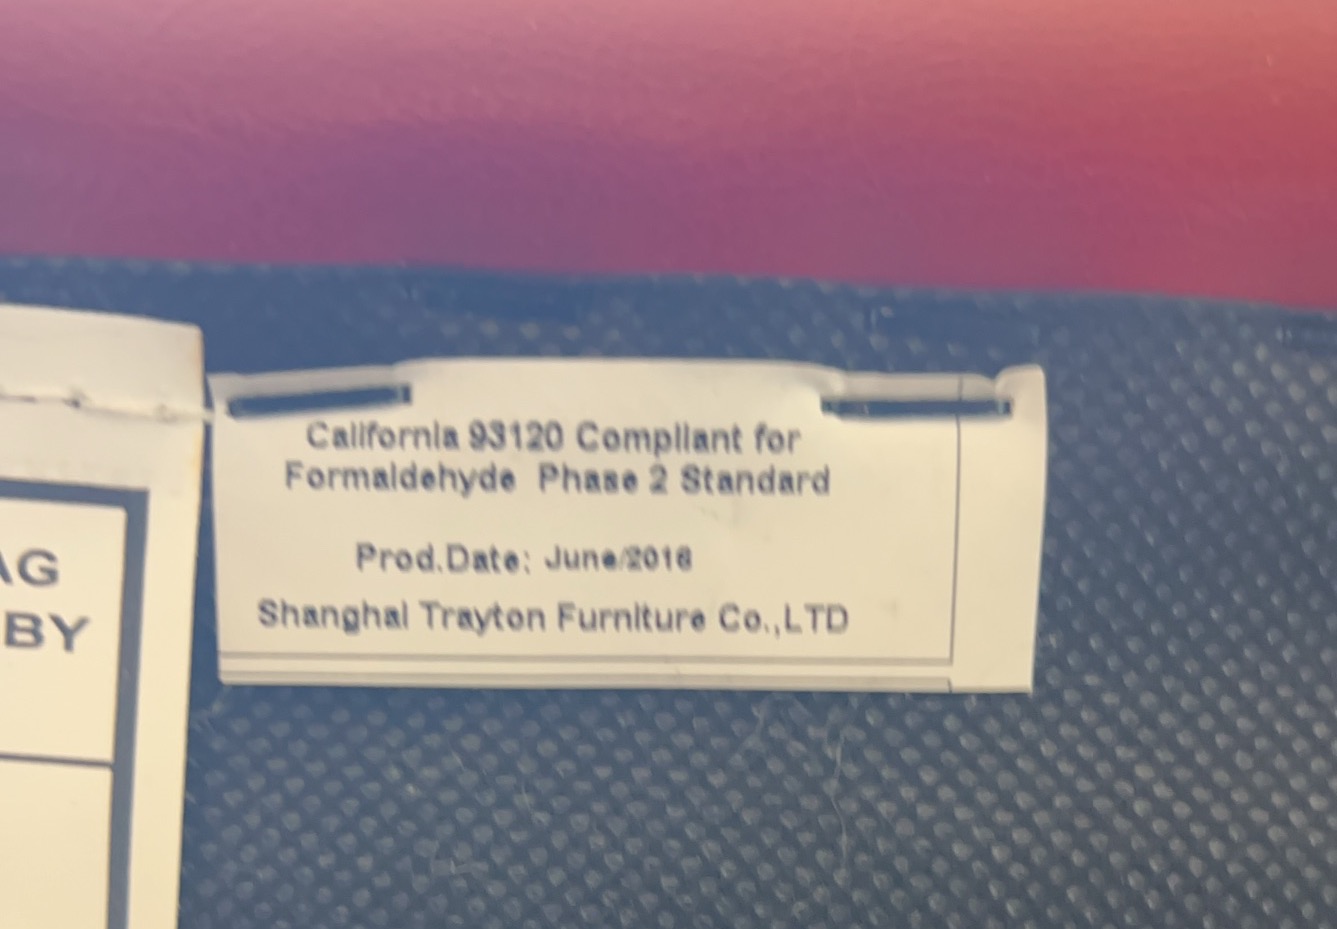 California 93120 Compliant for
Formaldehyde Phase 2 Standard
Prod.Date: June/2016
Shanghai Trayton Furniture Co.,LTD
AG
BY